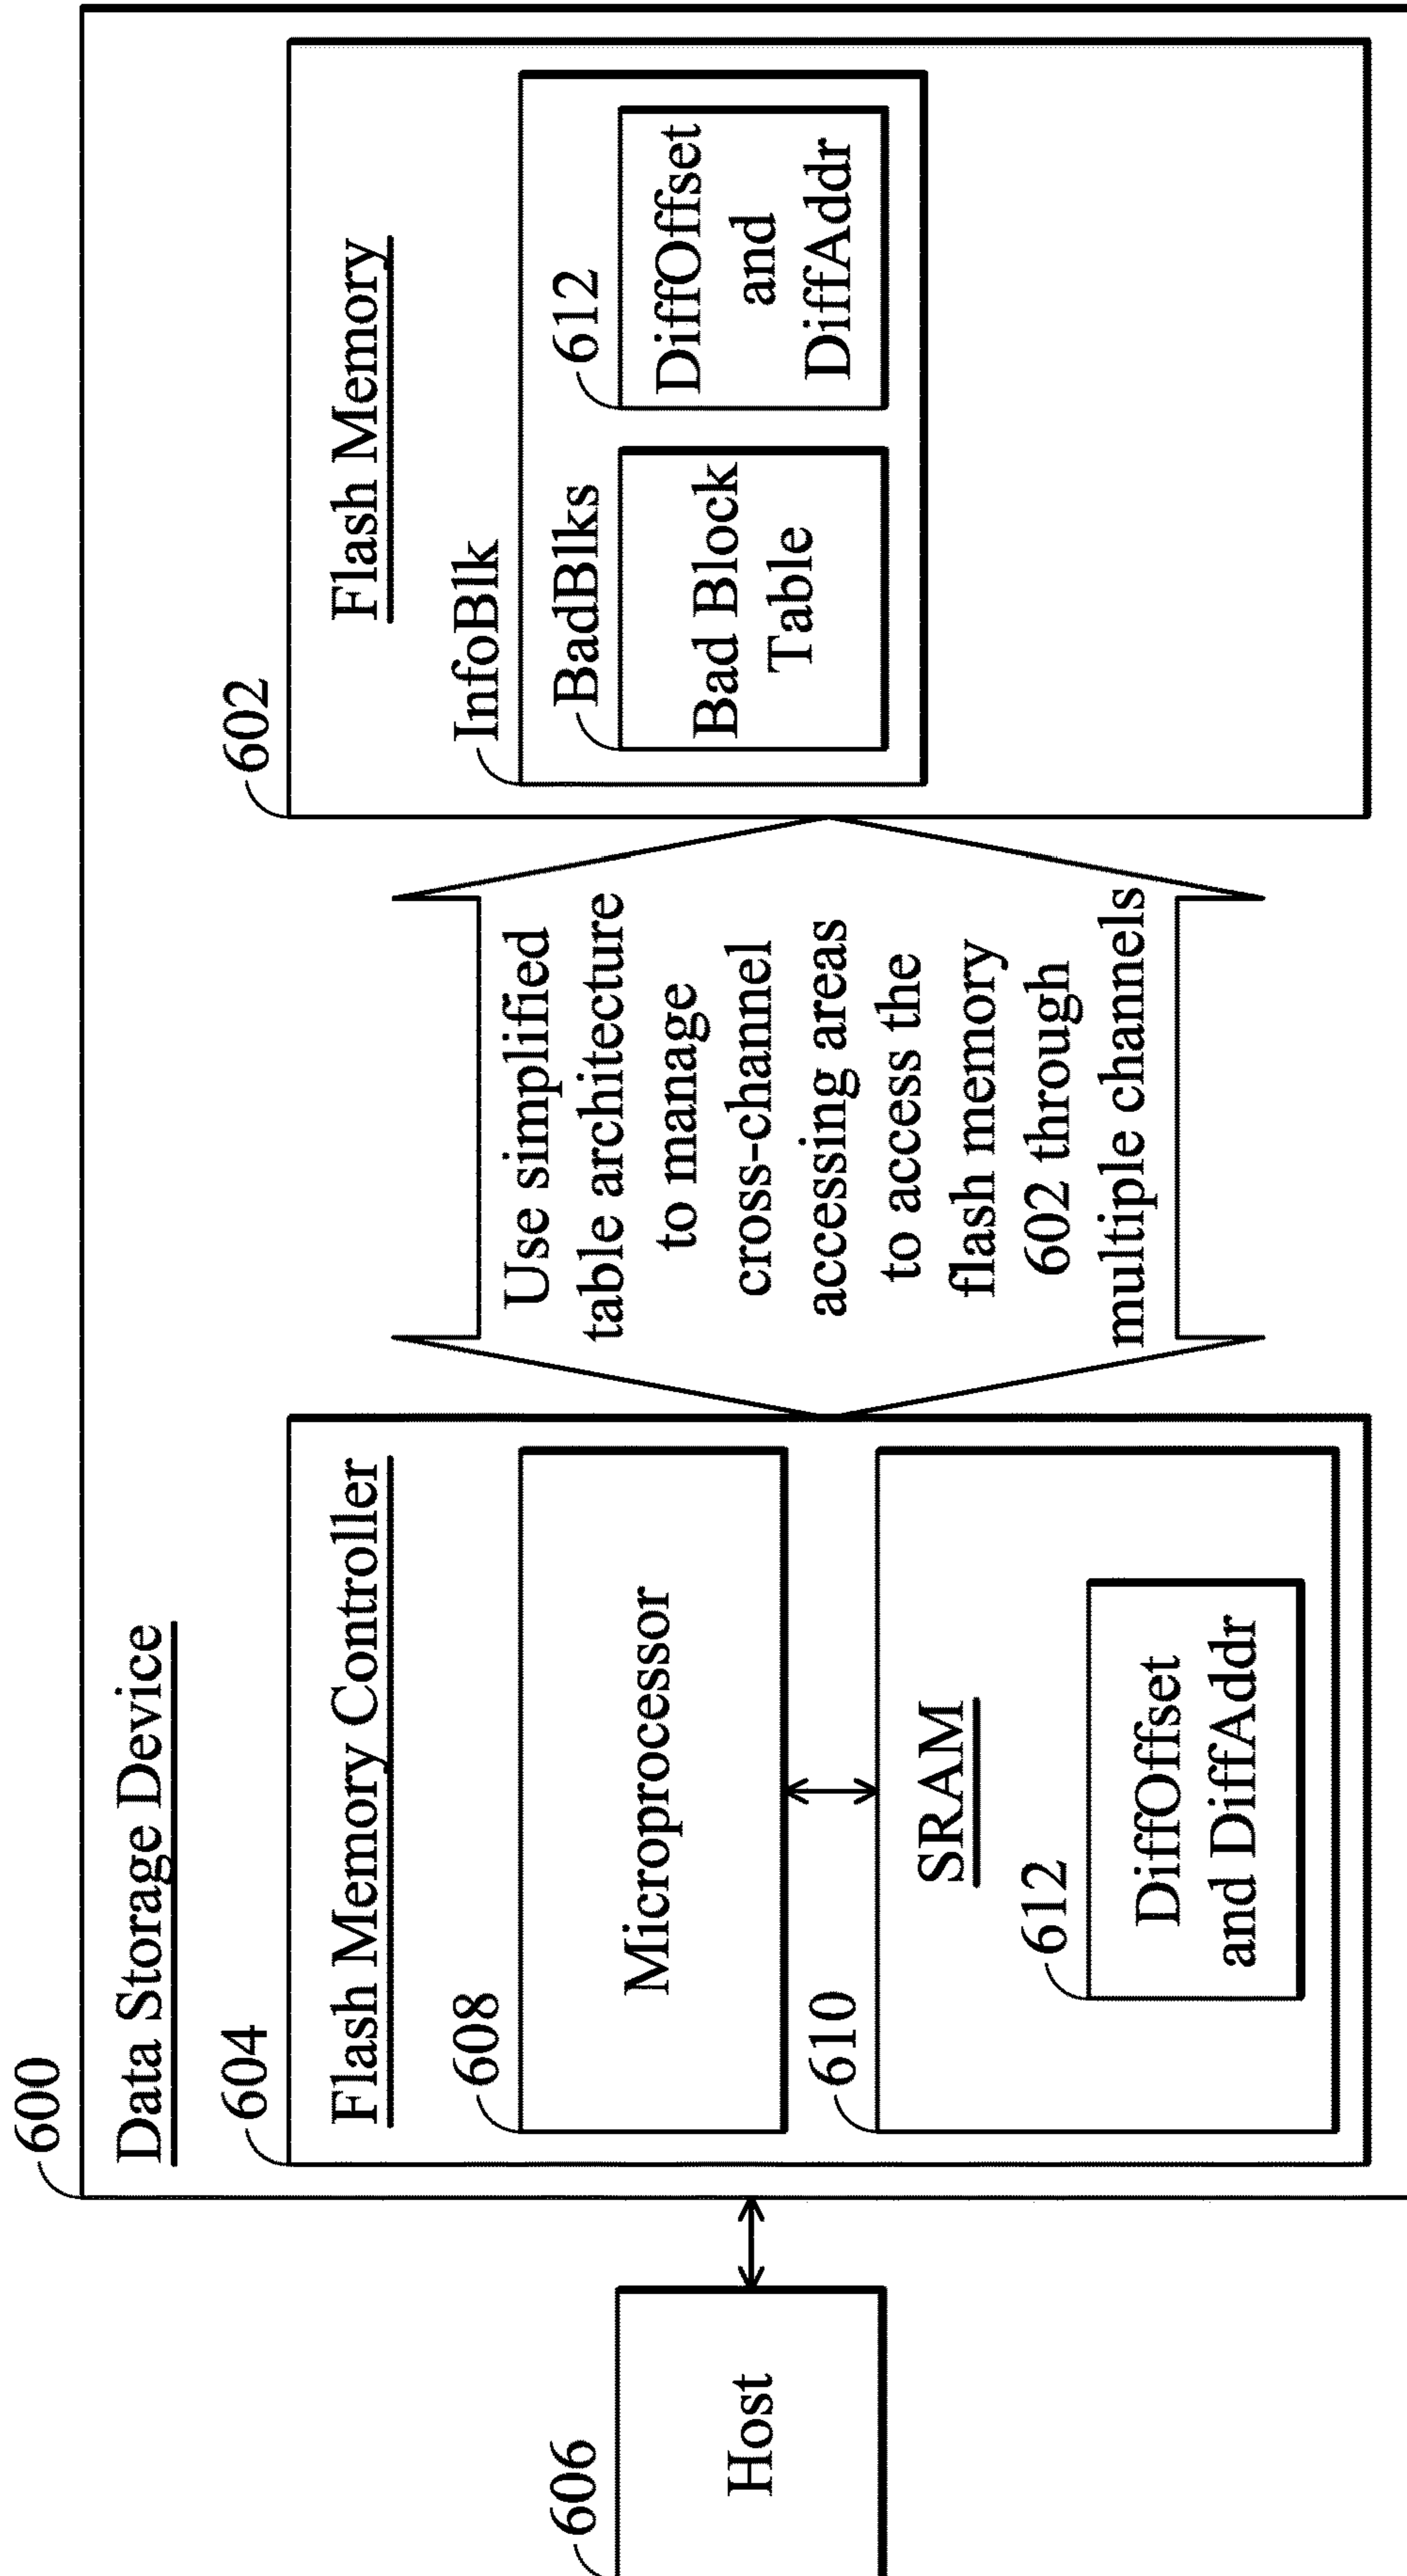 600
Data Storage Device
604
Flash Memory Controller
608
Microprocessor
610
SRAM
612
DiffOffset
and DiffAddr
606
Host
Use simplified
table architecture
to manage
cross-channel
accessing areas
to access the
flash memory
602 through
multiple channels
602
Flash Memory
InfoBlk
BadBlks
Bad Block
Table
612
DiffOffset
and
DiffAddr